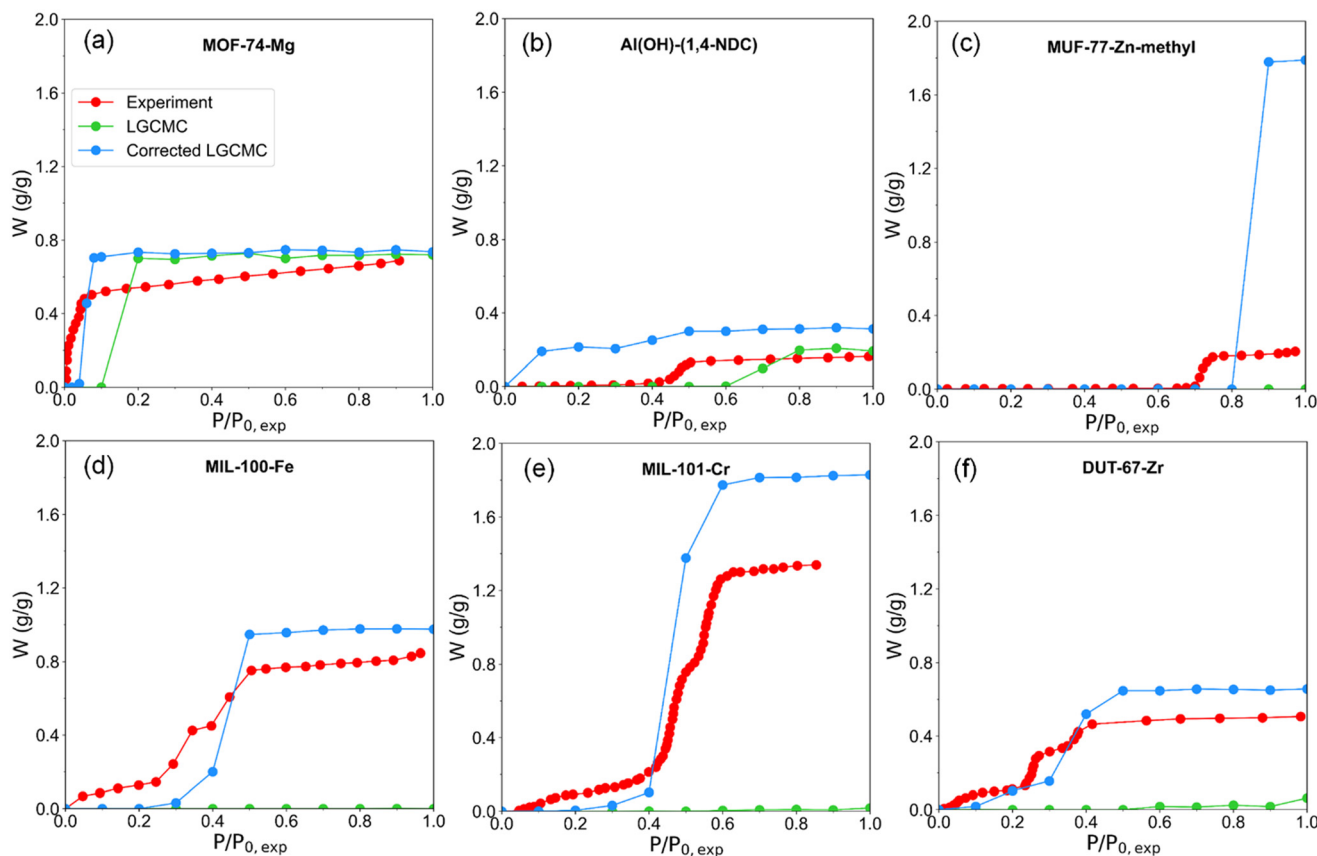 (a)
MOF-74-Mg
Experiment
LGCMC
Corrected LGCMC
W (g/g)
2.0
1.6
1.2
0.8
0.4
0.0
0.0 0.2 0.4 0.6 0.8 1.0
P/P0, exp
(b)
Al(OH)-(1,4-NDC)
W (g/g)
2.0
1.6
1.2
0.8
0.4
0.0
0.0 0.2 0.4 0.6 0.8 1.0
P/P0, exp
(c)
MUF-77-Zn-methyl
W (g/g)
2.0
1.6
1.2
0.8
0.4
0.0
0.0 0.2 0.4 0.6 0.8 1.0
P/P0, exp
(d)
MIL-100-Fe
W (g/g)
2.0
1.6
1.2
0.8
0.4
0.0
0.0 0.2 0.4 0.6 0.8 1.0
P/P0, exp
(e)
MIL-101-Cr
W (g/g)
2.0
1.6
1.2
0.8
0.4
0.0
0.0 0.2 0.4 0.6 0.8 1.0
P/P0, exp
(f)
DUT-67-Zr
W (g/g)
2.0
1.6
1.2
0.8
0.4
0.0
0.0 0.2 0.4 0.6 0.8 1.0
P/P0, exp